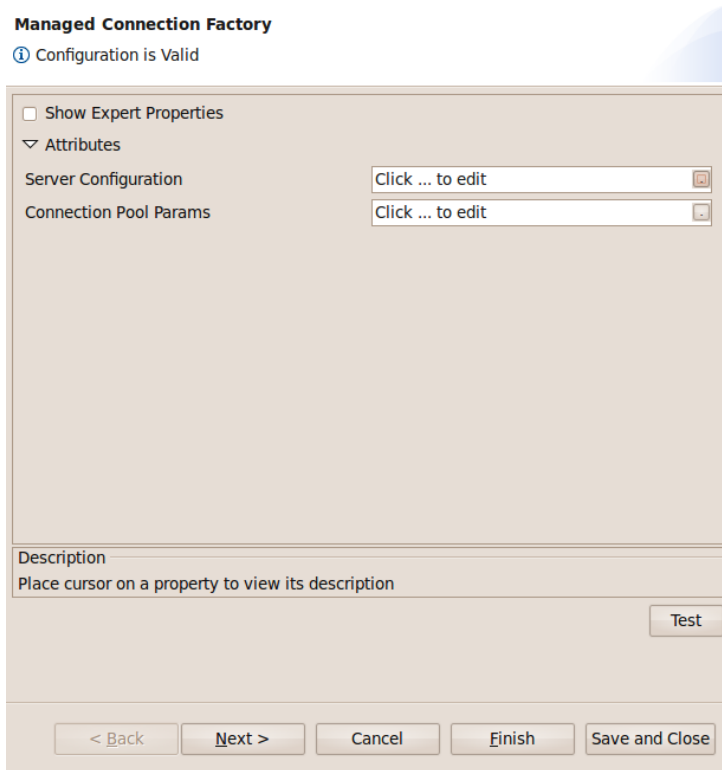 Managed Connection Factory
Configuration is Valid
Show Expert Properties
Attributes
Server Configuration Click ... to edit
Connection Pool Params Click ... to edit
Description
Place cursor on a property to view its description
Test
< Back Next > Cancel Finish Save and Close